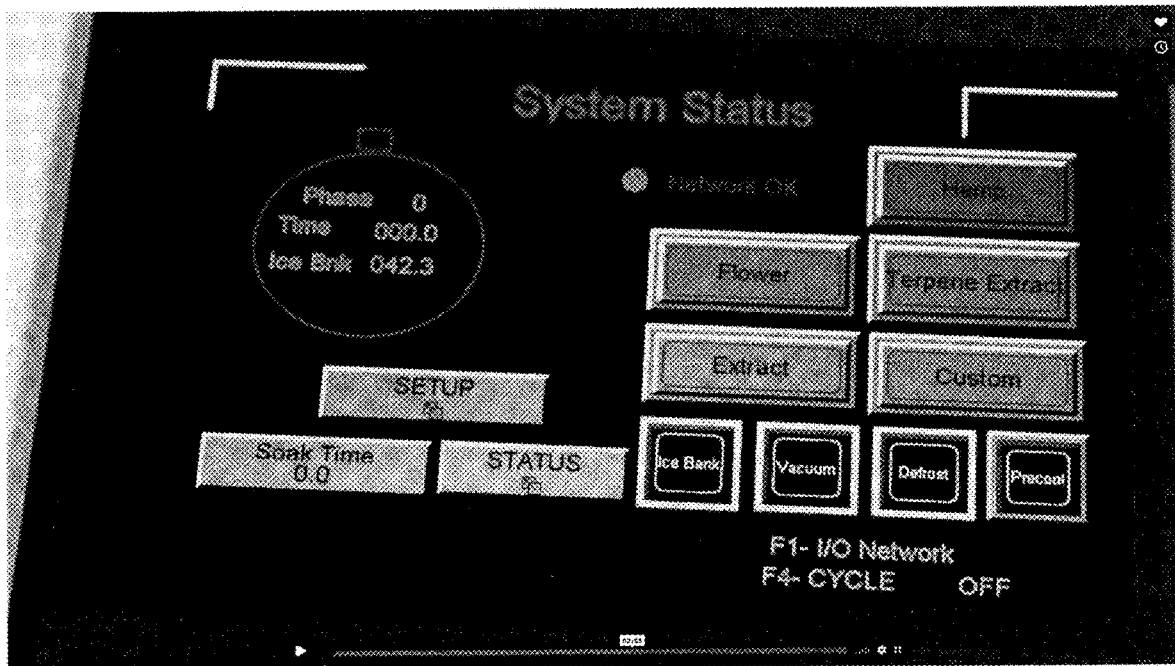 System Status
Phase 0
Time 000.0
Ice Bnk 042.3
Network OK
Hemp
Flower
Terpene Extract
Extract
Custom
SETUP
Soak Time
0.0
STATUS
Ice Bank
Vacuum
Defrost
Precool
F1- I/O Network
F4- CYCLE OFF